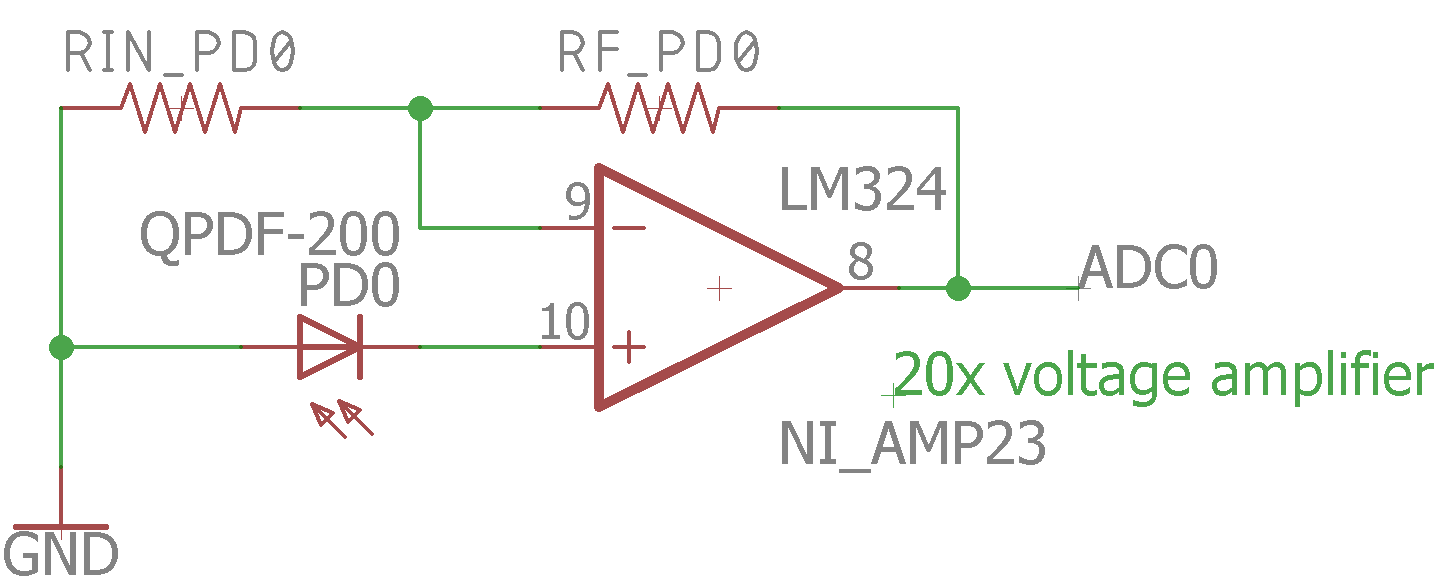 RIN_PD0
RF_PD0
LM324
9
QPDF-200
PD0
8
ADC0
10
20x voltage amplifier
NI_AMP23
GND